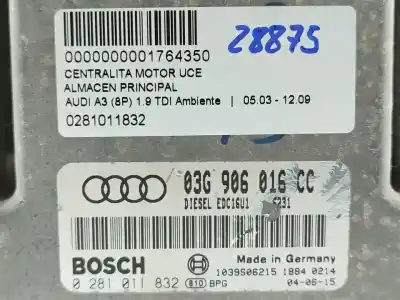 0000000001764350
28875
CENTRALITA MOTOR UCE
ALMACEN PRINCIPAL
AUDI A3 (8P) 1.9 TDI Ambiente | 05.03 - 12.09
0281011832
03G 906 016 CC
DIESEL EDC16U1
BOSCH
Made in Germany
1039S06215 1884 0214
0 281 011 832 810 BPG 04-06-15